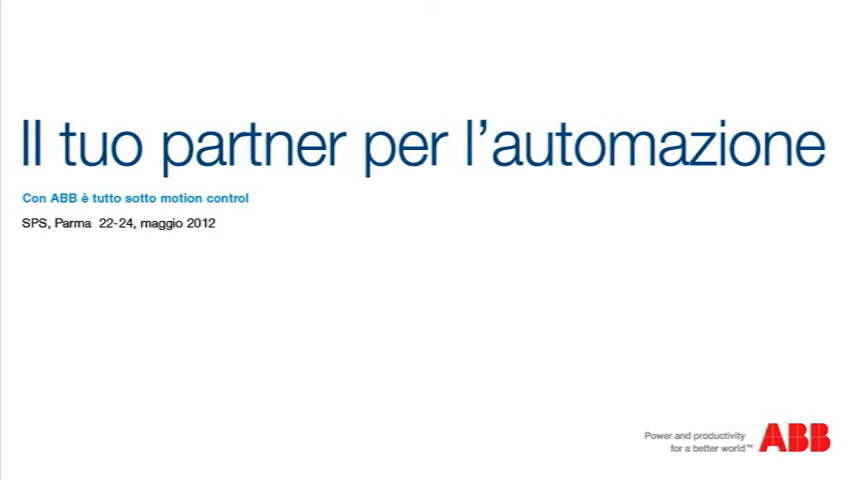 Il tuo partner per l’automazione
Con ABB è tutto sotto motion control
SPS, Parma  22-24, maggio 2012
Power and productivity
for a better world™
ABB